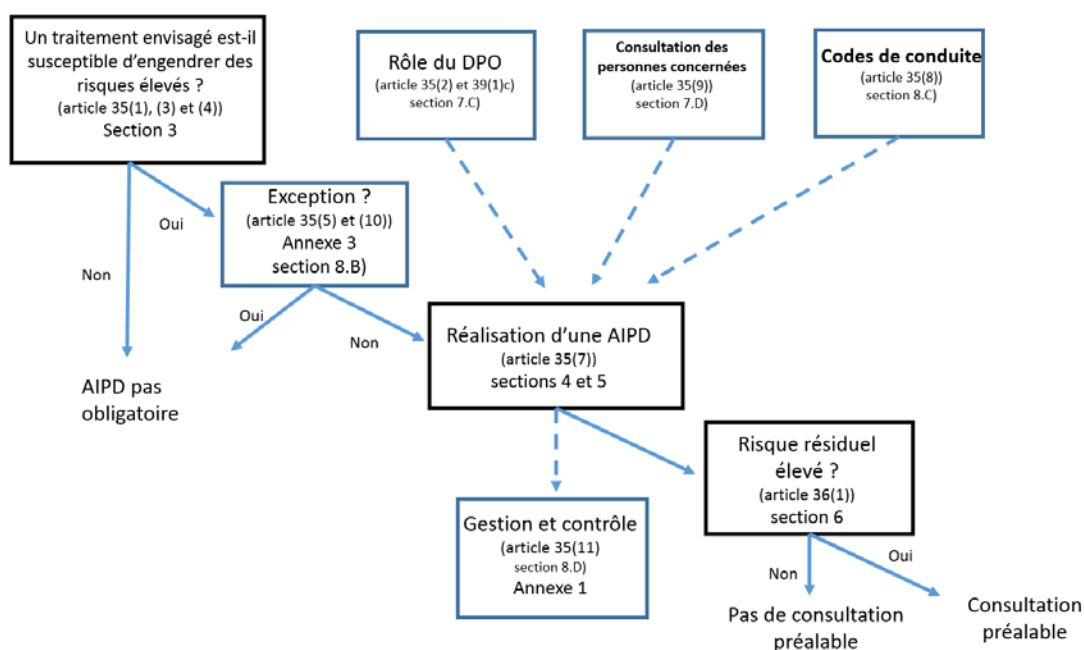 Un traitement envisagé est-il
susceptible d'engendrer des
risques élevés ?
(article 35(1), (3) et (4))
Section 3
Rôle du DPO
(article 35(2) et 39(1)c)
section 7.C)
Consultation des
personnes concernées
(article 35(9))
section 7.D)
Codes de conduite
(article 35(8))
section 8.C)
Oui
Non
Exception ?
(article 35(5) et (10))
Annexe 3
section 8.B)
Oui
Non
AIPD pas
obligatoire
Réalisation d'une AIPD
(article 35(7))
sections 4 et 5
Risque résiduel
élevé ?
(article 36(1))
section 6
Gestion et contrôle
(article 35(11)
section 8.D)
Annexe 1
Non
Oui
Pas de consultation
préalable
Consultation
préalable